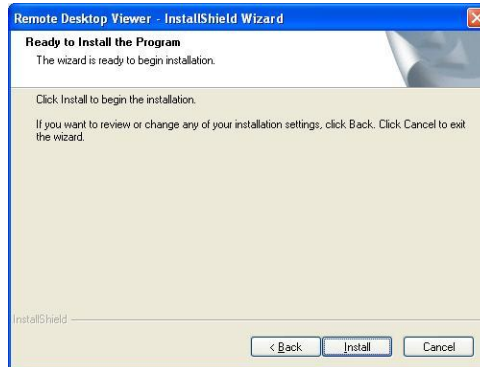 Remote Desktop Viewer - InstallShield Wizard
Ready to Install the Program
The wizard is ready to begin installation.
Click Install to begin the installation.
If you want to review or change any of your installation settings, click Back. Click Cancel to exit
the wizard.
InstallShield
< Back Install Cancel